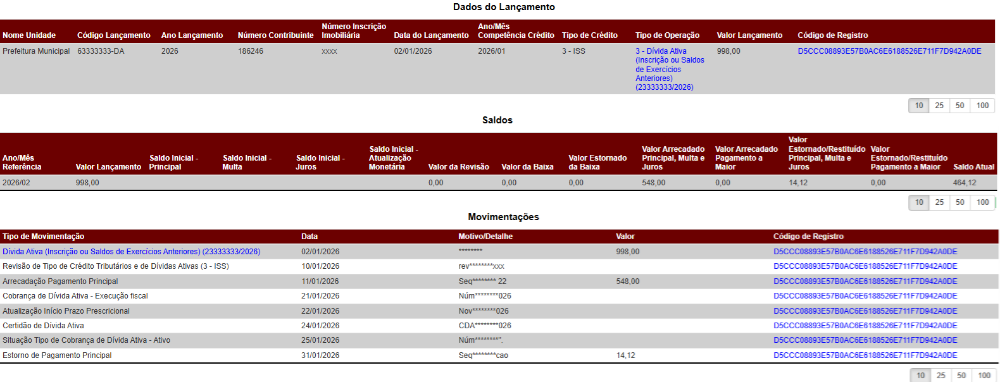 Dados do Lançamento
Nome Unidade Código Lançamento Ano Lançamento Número Contribuinte Número Inscrição Imobiliária Data do Lançamento Ano/Mês Competência Crédito Tipo de Crédito Tipo de Operação Valor Lançamento Código de Registro
Prefeitura Municipal 63333333-DA 2026 186246 xxxx 02/01/2026 2026/01 3 - ISS 3 - Dívida Ativa (Inscrição ou Saldos de Exercícios Anteriores) (23333333/2026) 998,00 D5CCC08893E57B0AC6E6188526E711F7D942A0DE
10 25 50 100
Saldos
Ano/Mês Referência Valor Lançamento Saldo Inicial - Principal Saldo Inicial - Multa Saldo Inicial - Juros Saldo Inicial - Atualização Monetária Valor da Revisão Valor da Baixa Valor Estornado da Baixa Valor Arrecadado Principal, Multa e Juros Valor Arrecadado Pagamento a Maior Valor Estornado/Restituído Principal, Multa e Juros Valor Estornado/Restituído Pagamento a Maior Saldo Atual
2026/02 998,00 0,00 0,00 0,00 548,00 0,00 14,12 0,00 464,12
10 25 50 100
Movimentações
Tipo de Movimentação Data Motivo/Detalhe Valor Código de Registro
Dívida Ativa (Inscrição ou Saldos de Exercícios Anteriores) (23333333/2026) 02/01/2026 ******** 998,00 D5CCC08893E57B0AC6E6188526E711F7D942A0DE
Revisão de Tipo de Crédito Tributários e de Dívidas Ativas (3 - ISS) 10/01/2026 rev********xxx D5CCC08893E57B0AC6E6188526E711F7D942A0DE
Arrecadação Pagamento Principal 11/01/2026 Seq******** 22 548,00 D5CCC08893E57B0AC6E6188526E711F7D942A0DE
Cobrança de Dívida Ativa - Execução fiscal 21/01/2026 Núm********026 D5CCC08893E57B0AC6E6188526E711F7D942A0DE
Atualização Início Prazo Prescricional 22/01/2026 Nov********026 D5CCC08893E57B0AC6E6188526E711F7D942A0DE
Certidão de Dívida Ativa 24/01/2026 CDA********026 D5CCC08893E57B0AC6E6188526E711F7D942A0DE
Situação Tipo de Cobrança de Dívida Ativa - Ativo 25/01/2026 Núm********". D5CCC08893E57B0AC6E6188526E711F7D942A0DE
Estorno de Pagamento Principal 31/01/2026 Seq********cao 14,12 D5CCC08893E57B0AC6E6188526E711F7D942A0DE
10 25 50 100